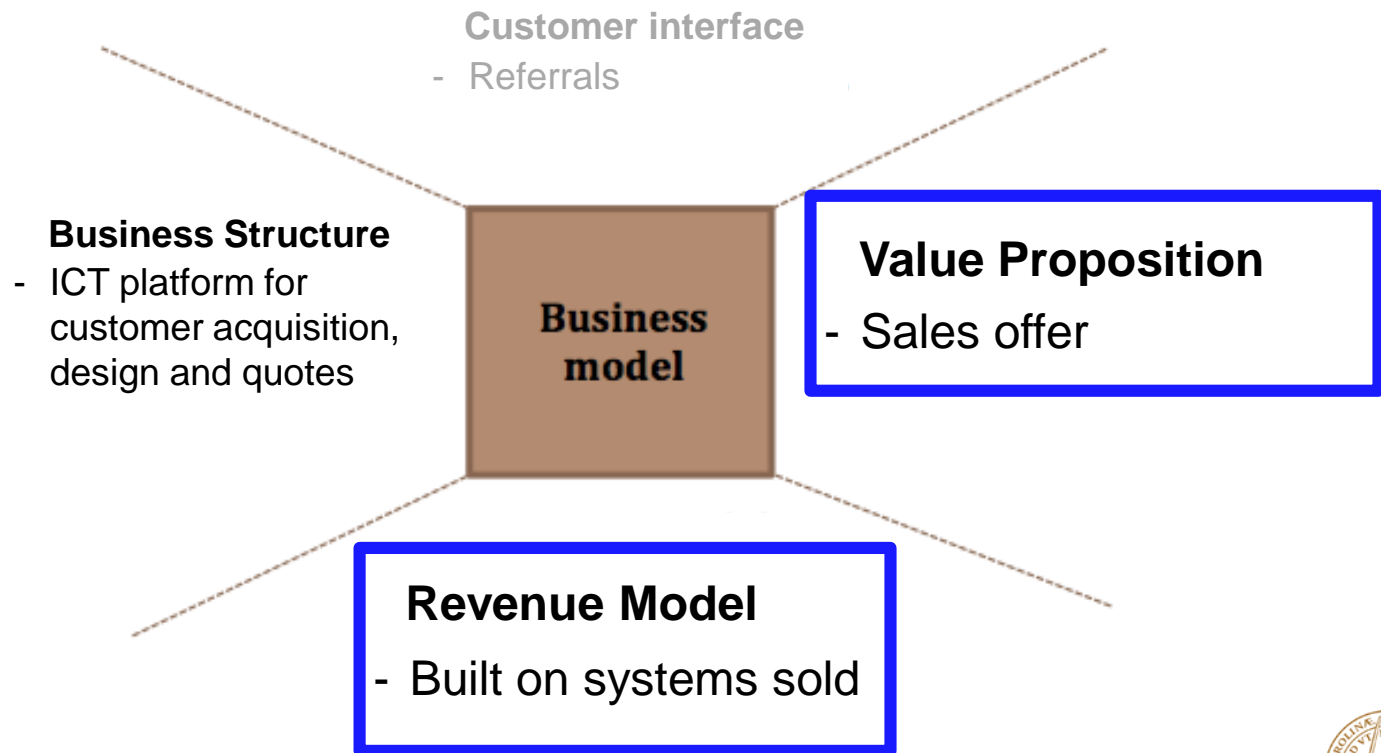 Customer interface
- Referrals
Business Structure
- ICT platform for
customer acquisition,
design and quotes
Business
model
Value Proposition
- Sales offer
Revenue Model
- Built on systems sold